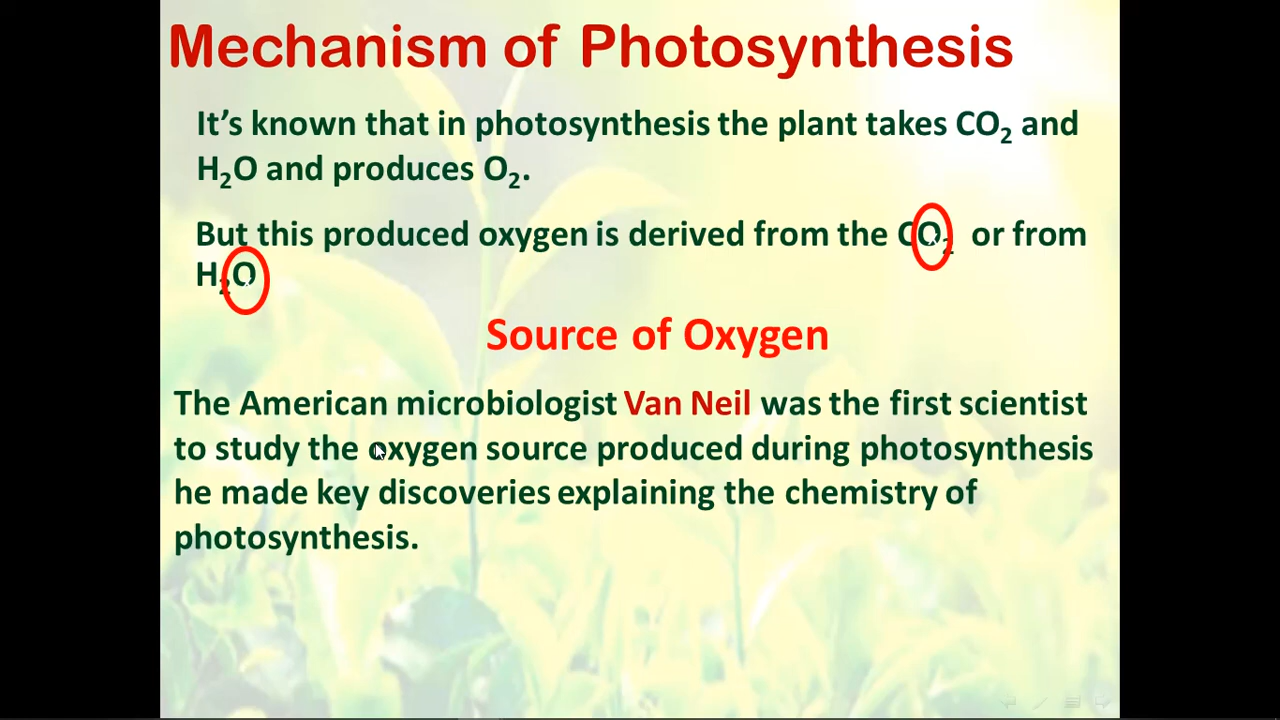 Mechanism of Photosynthesis
It’s known that in photosynthesis the plant takes CO₂ and
H₂O and produces O₂.
But this produced oxygen is derived from the CO₂ or from
H₂O
Source of Oxygen
The American microbiologist Van Neil was the first scientist
to study the oxygen source produced during photosynthesis
he made key discoveries explaining the chemistry of
photosynthesis.